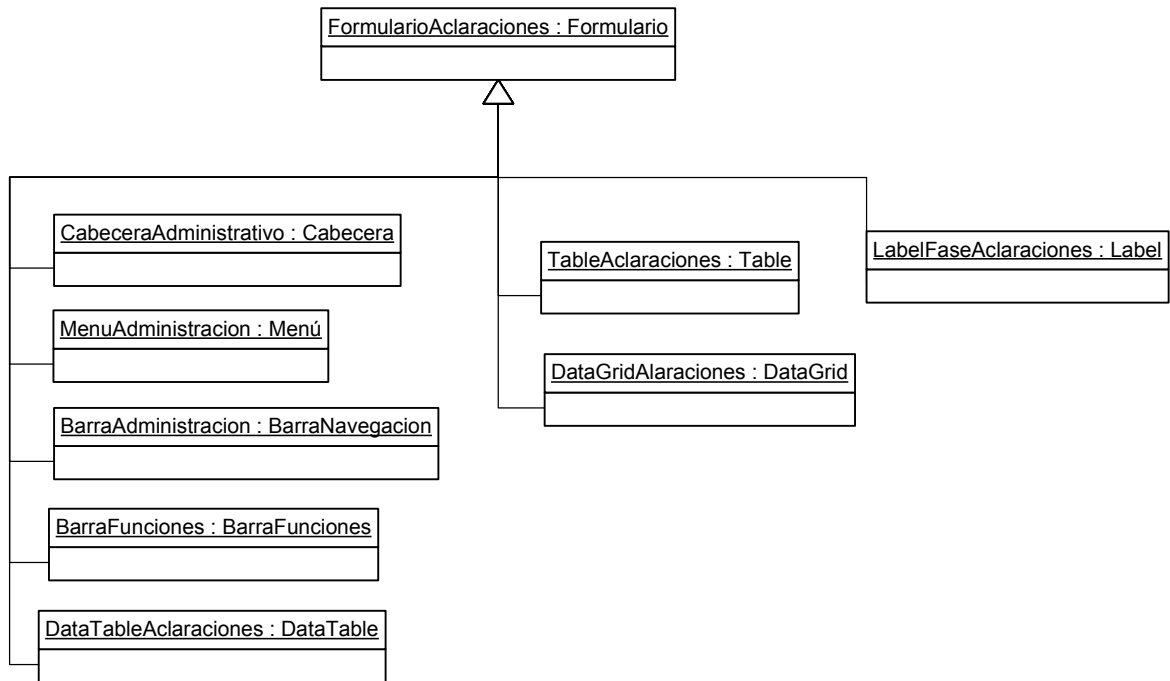 FormularioAclaraciones : Formulario
CabeceraAdministrativo : Cabecera
TableAclaraciones : Table
LabelFaseAclaraciones : Label
MenuAdministracion : Menú
DataGridAlaraciones : DataGrid
BarraAdministracion : BarraNavegacion
BarraFunciones : BarraFunciones
DataTableAclaraciones : DataTable